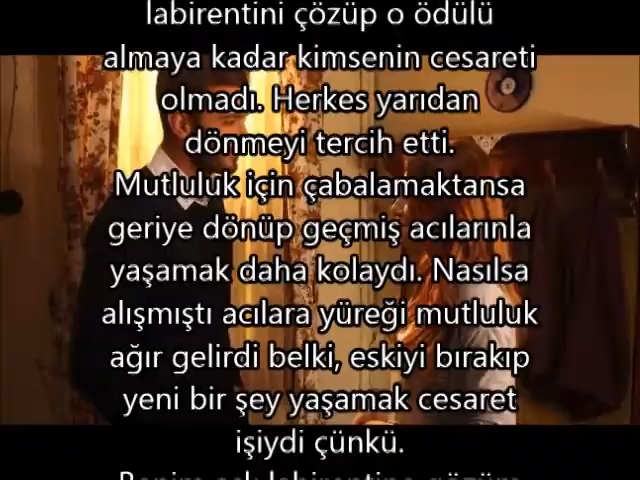 labirentini çözüp o ödülü
almaya kadar kimsenin cesareti
olmadı. Herkes yarıdan
dönmeyi tercih etti.
Mutluluk için çabalamaktansa
geriye dönüp geçmiş acılarınla
yaşamak daha kolaydı. Nasılsa
alışmıştı acılara yüreği mutluluk
ağır gelirdi belki, eskiyi bırakıp
yeni bir şey yaşamak cesaret
işiydi çünkü.